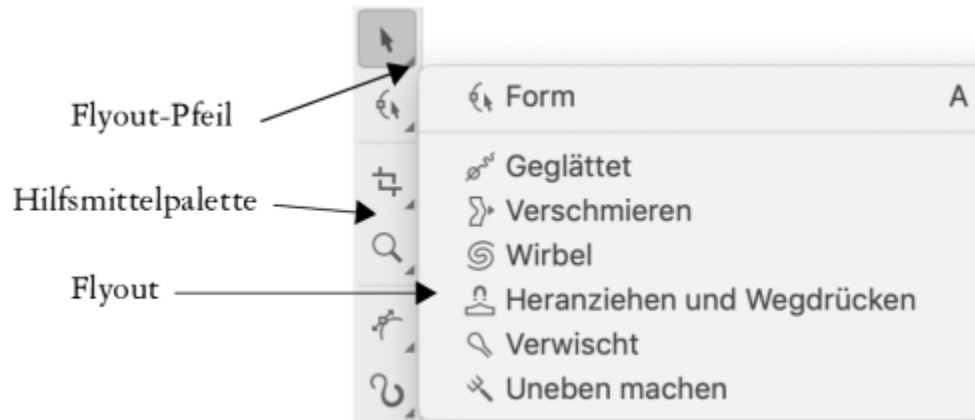 Flyout-Pfeil
Hilfsmittelpalette
Flyout
Form A
Geglättet
Verschmieren
Wirbel
Heranziehen und Wegdrücken
Verwischt
Uneben machen